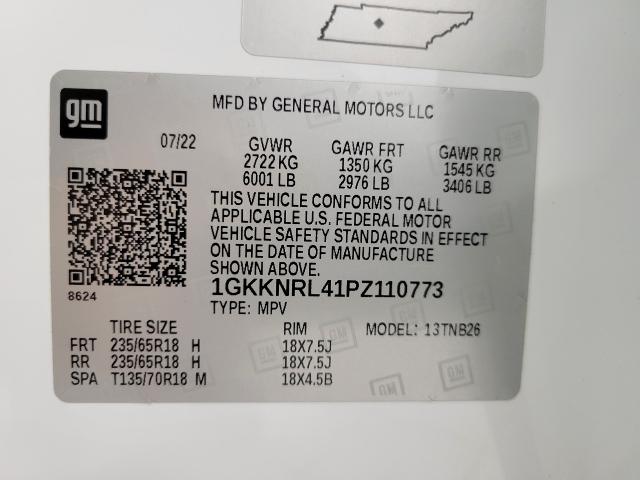 gm
MFD BY GENERAL MOTORS LLC
07/22 GVWR GAWR FRT GAWR RR
2722 KG 1350 KG 1545 KG
6001 LB 2976 LB 3406 LB
THIS VEHICLE CONFORMS TO ALL
APPLICABLE U.S. FEDERAL MOTOR
VEHICLE SAFETY STANDARDS IN EFFECT
ON THE DATE OF MANUFACTURE
SHOWN ABOVE.
8624
1GKKNRL41PZ110773
TYPE: MPV
TIRE SIZE RIM MODEL: 13TNB26
FRT 235/65R18 H 18X7.5J
RR 235/65R18 H 18X7.5J
SPA T135/70R18 M 18X4.5B